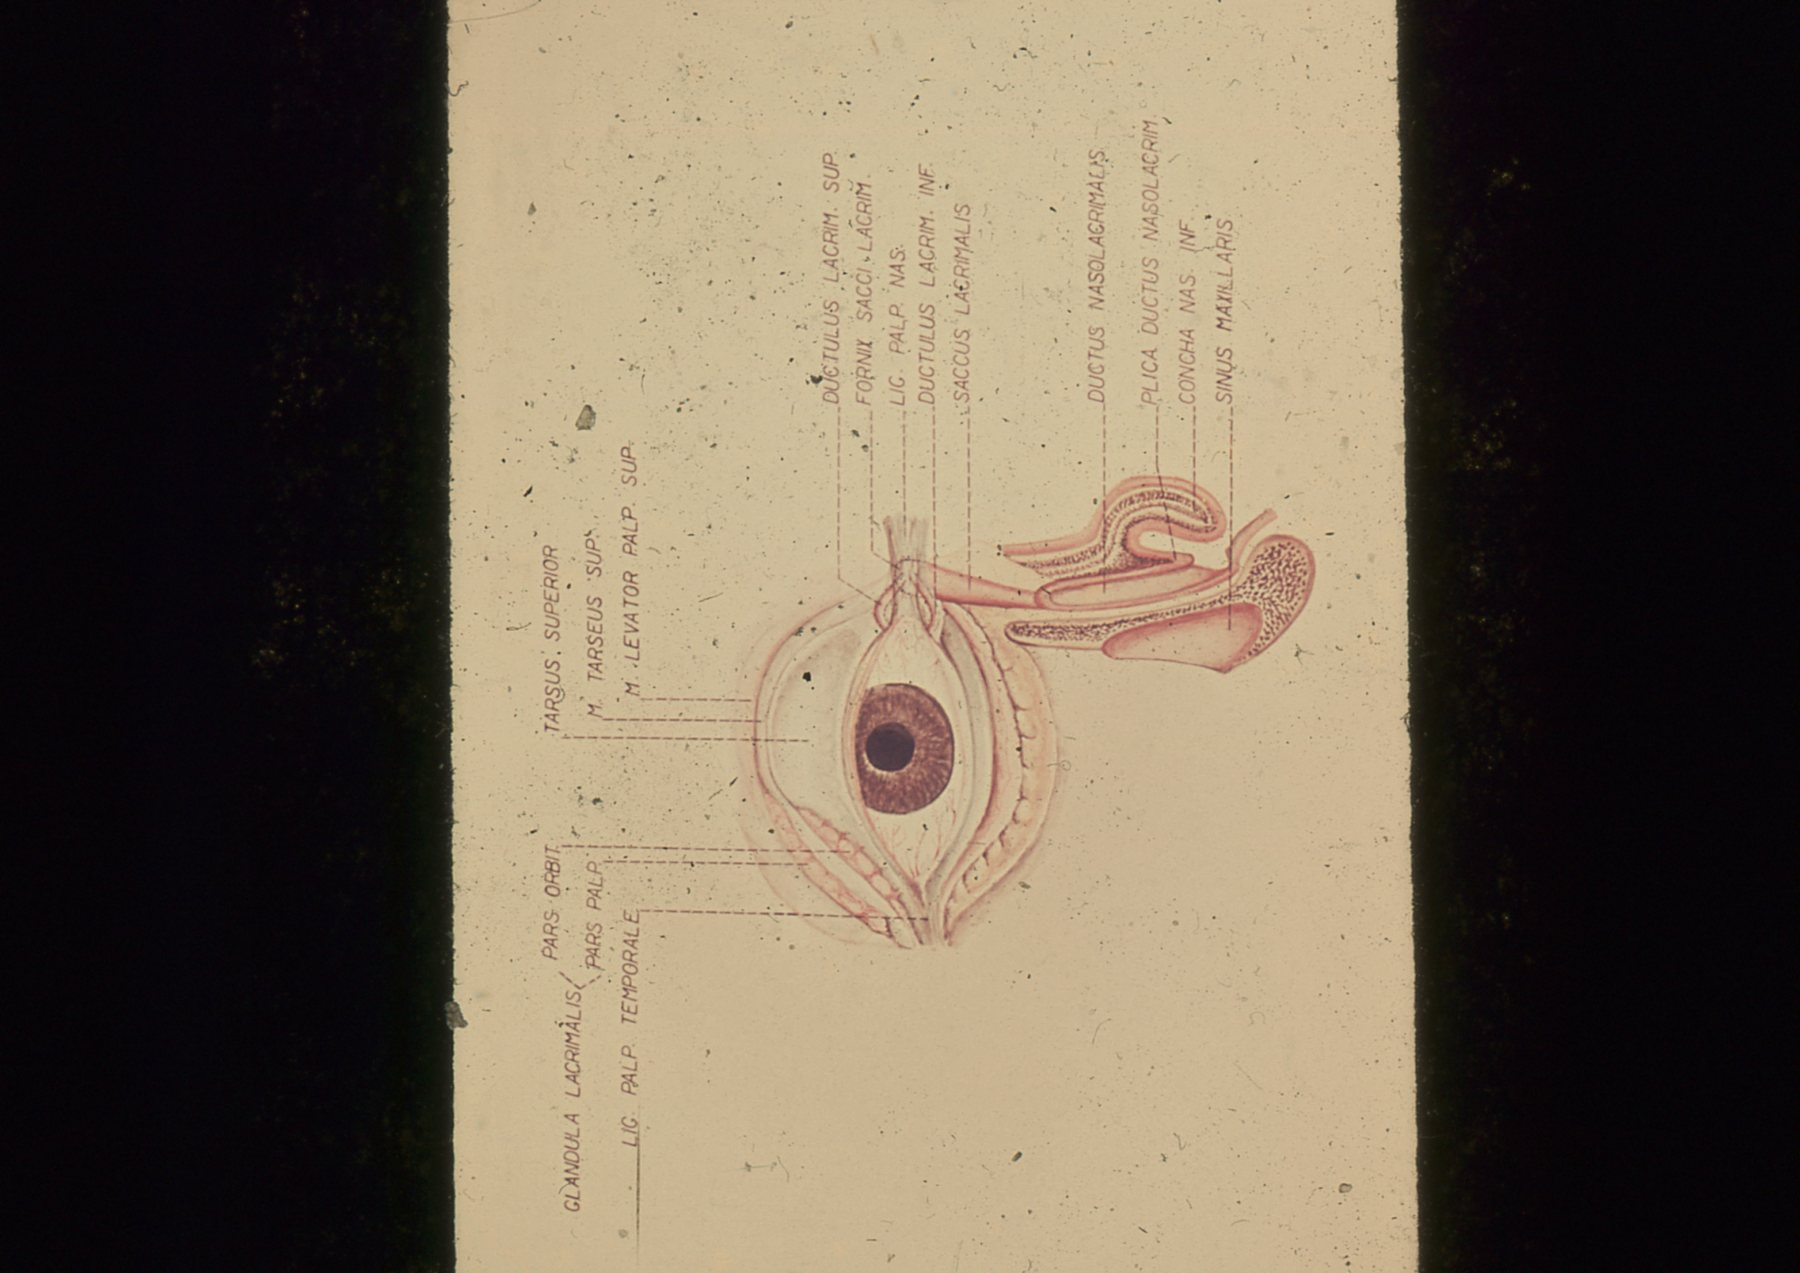 TARSUS SUPERIOR
M. TARSEUS SUP.
M. LEVATOR PALP. SUP.
GLANDULA LACRIMALIS
PARS ORBIT.
PARS PALP.
LIG. PALP. TEMPORALE
DUCTULUS LACRIM. SUP.
FORNIX SACCI LACRIM.
LIG. PALP. NAS.
DUCTULUS LACRIM. INF.
SACCUS LACRIMALIS
DUCTUS NASOLACRIMALIS
PLICA DUCTUS NASOLACRIM.
CONCHA NAS. INF.
SINUS MAXILLARIS